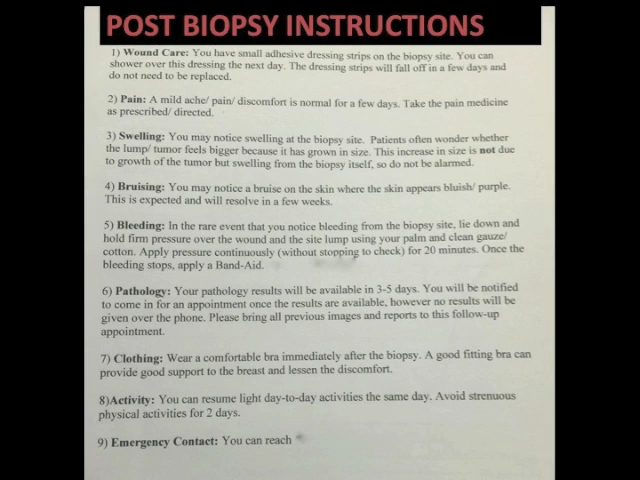 POST BIOPSY INSTRUCTIONS
1) Wound Care: You have small adhesive dressing strips on the biopsy site. You can
shower over this dressing the next day. The dressing strips will fall off in a few days and
do not need to be replaced.
2) Pain: A mild ache/ pain/ discomfort is normal for a few days. Take the pain medicine
as prescribed/ directed.
3) Swelling: You may notice swelling at the biopsy site. Patients often wonder whether
the lump/ tumor feels bigger because it has grown in size. This increase in size is not due
to growth of the tumor but swelling from the biopsy itself, so do not be alarmed.
4) Bruising: You may notice a bruise on the skin where the skin appears bluish/ purple.
This is expected and will resolve in a few weeks.
5) Bleeding: In the rare event that you notice bleeding from the biopsy site, lie down and
hold firm pressure over the wound and the site lump using your palm and clean gauze/
cotton. Apply pressure continuously (without stopping to check) for 20 minutes. Once the
bleeding stops, apply a Band-Aid.
6) Pathology: Your pathology results will be available in 3-5 days. You will be notified
to come in for an appointment once the results are available, however no results will be
given over the phone. Please bring all previous images and reports to this follow-up
appointment.
7) Clothing: Wear a comfortable bra immediately after the biopsy. A good fitting bra can
provide good support to the breast and lessen the discomfort.
8)Activity: You can resume light day-to-day activities the same day. Avoid strenuous
physical activities for 2 days.
9) Emergency Contact: You can reach